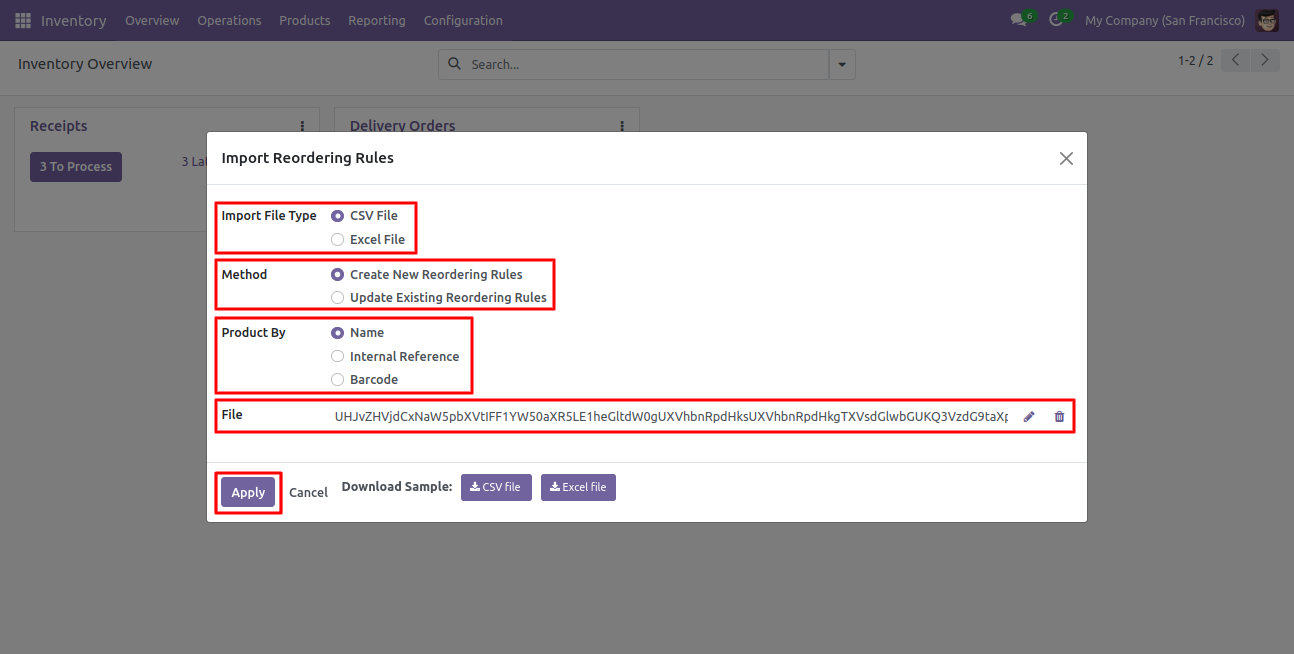 Inventory Overview Operations Products Reporting Configuration 6 2 My Company (San Francisco)
Inventory Overview Search... 1-2 / 2
Receipts Delivery Orders
3 To Process 3 Lat
Import Reordering Rules
Import File Type CSV File
Excel File
Method Create New Reordering Rules
Update Existing Reordering Rules
Product By Name
Internal Reference
Barcode
File UHJvZHVjdCxNaW5pbXVtIFF1YW50aXR5LE1heGltdW0gUXVhbnRpdHksUXVhbnRpdHkgTXVsdGlwbGUKQ3VzdG9taXp
Apply Cancel Download Sample: CSV file Excel file